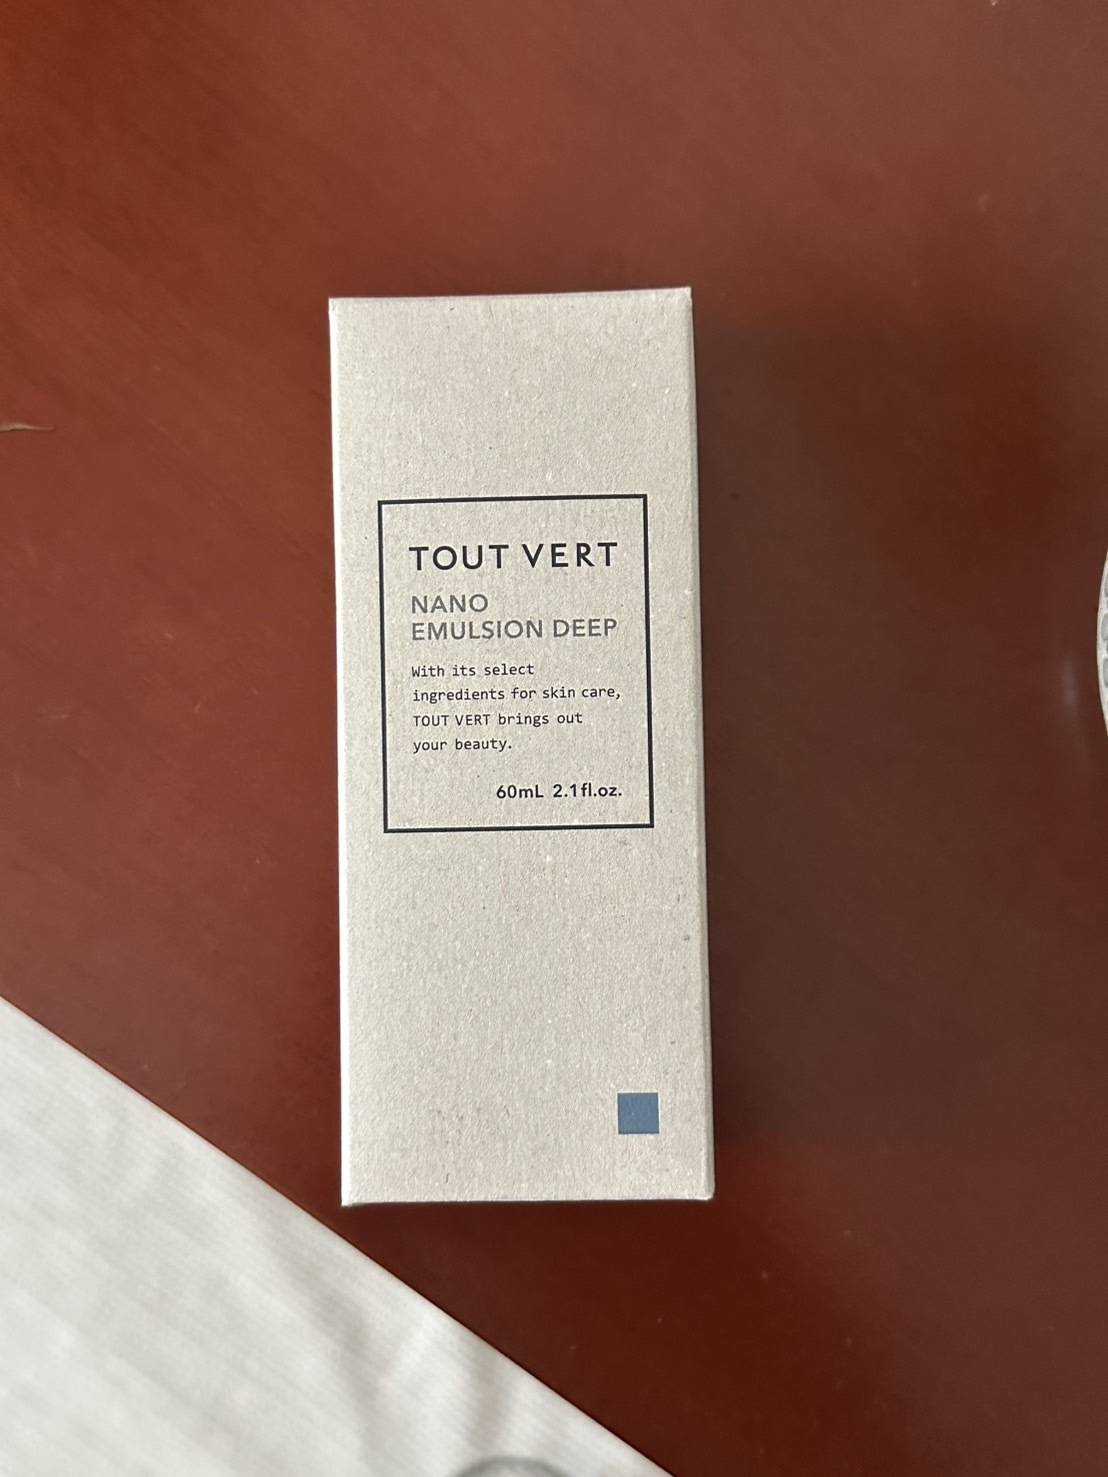 TOUT VERT
NANO
EMULSION DEEP
With its select
ingredients for skin care,
TOUT VERT brings out
your beauty.
60mL 2.1fl.oz.